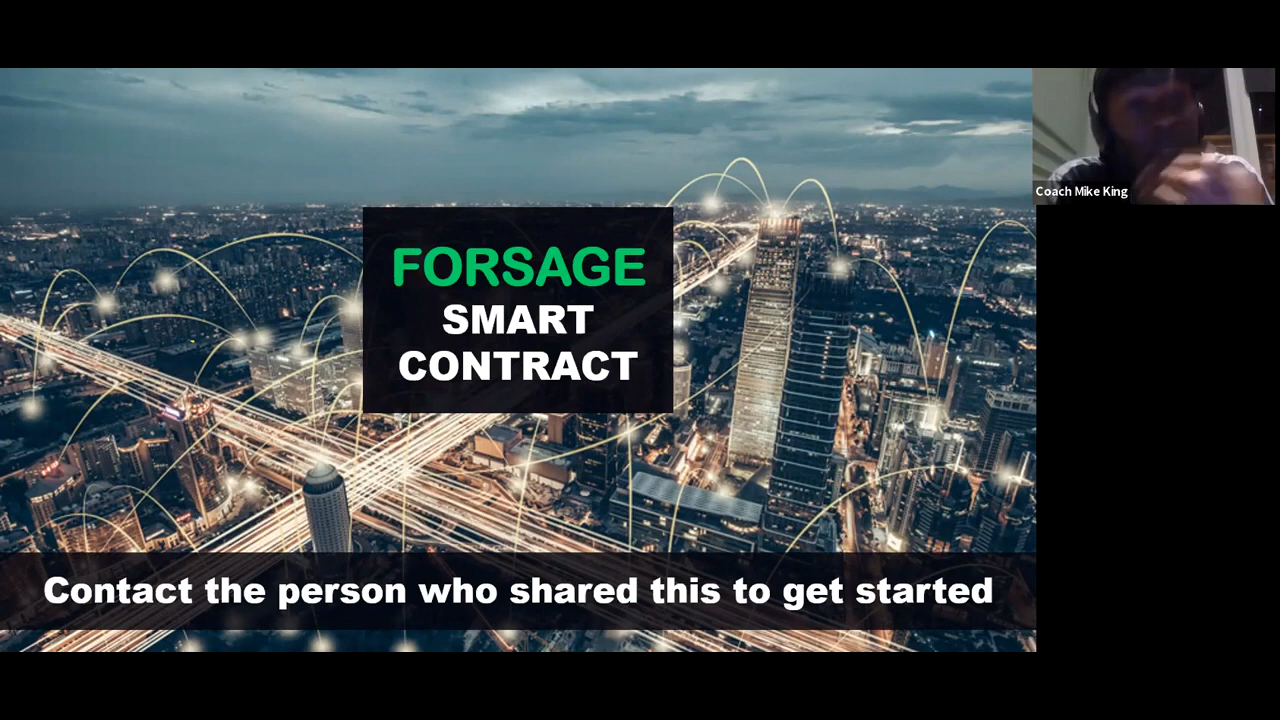 Coach Mike King
FORSAGE
SMART
CONTRACT
Contact the person who shared this to get started